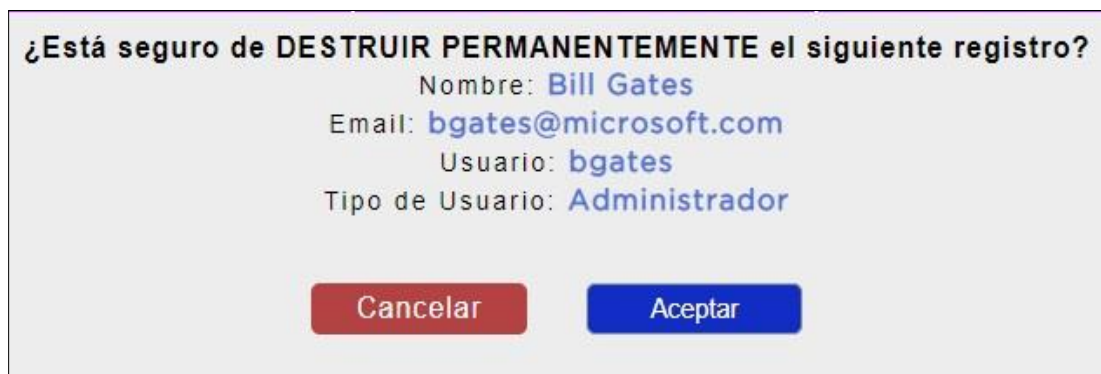 ¿Está seguro de DESTRUIR PERMANENTEMENTE el siguiente registro?
Nombre: Bill Gates
Email: bgates@microsoft.com
Usuario: bgates
Tipo de Usuario: Administrador
Cancelar Aceptar